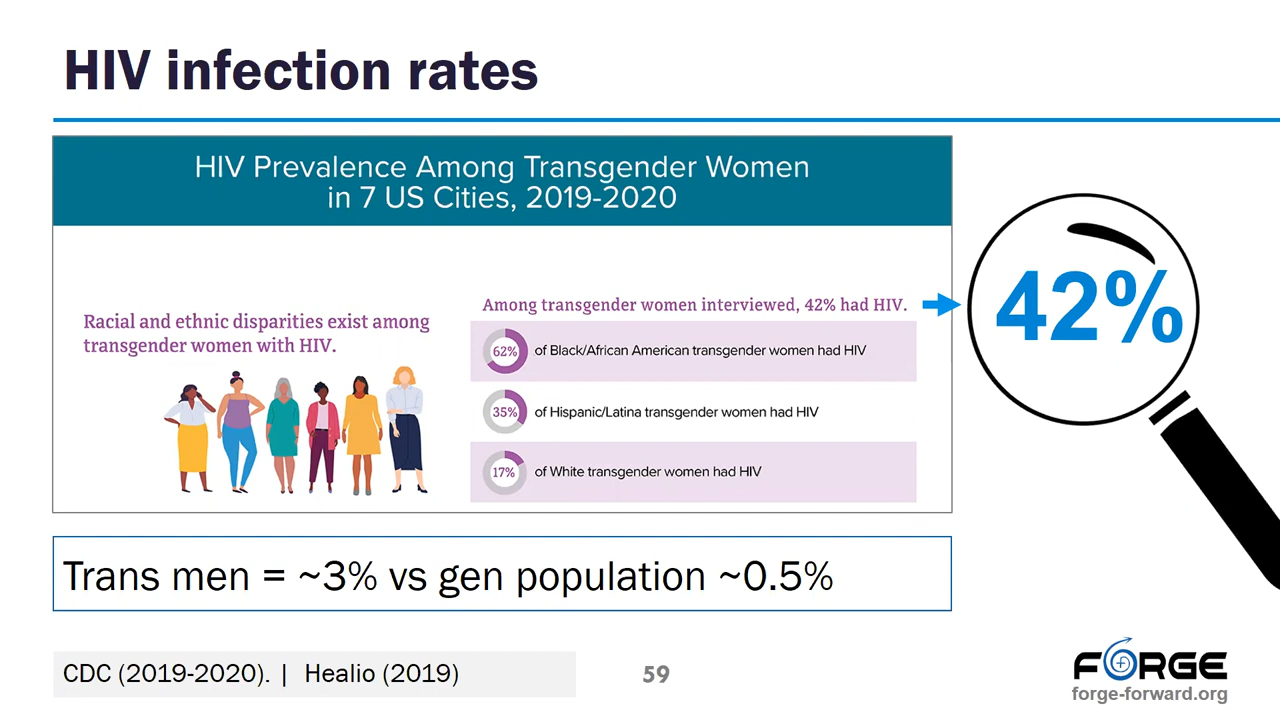 HIV infection rates
HIV Prevalence Among Transgender Women
in 7 US Cities, 2019-2020
Racial and ethnic disparities exist among
transgender women with HIV.
Among transgender women interviewed, 42% had HIV.
62% of Black/African American transgender women had HIV
35% of Hispanic/Latina transgender women had HIV
17% of White transgender women had HIV
42%
Trans men = ~3% vs gen population ~0.5%
CDC (2019-2020). | Healio (2019)
59
FORGE
forge-forward.org